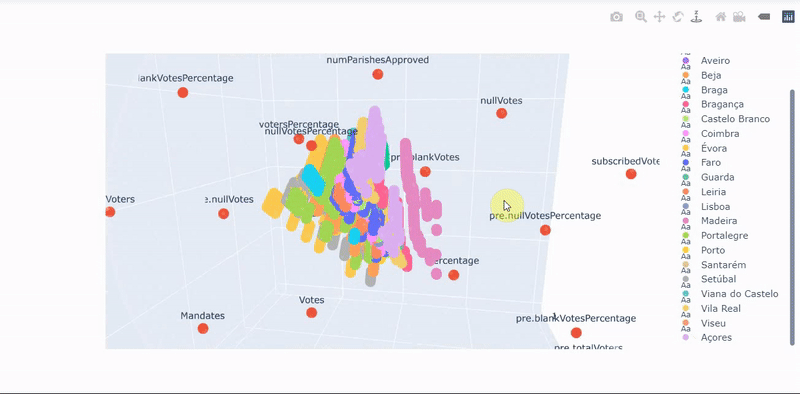 numParishesApproved
lankVotesPercentage
nullVotes
votersPercentage
nullVotesPercentage
subscribedVote
Voters
e.nullVotes
pre.nullVotesPercentage
ercentage
Votes
Mandates
pre.blankVotesPercentage
pre.totalVoters
Aa Aveiro
Aa Beja
Aa Braga
Aa Bragança
Aa Castelo Branco
Aa Coimbra
Aa Évora
Aa Faro
Aa Guarda
Aa Leiria
Aa Lisboa
Aa Madeira
Aa Portalegre
Aa Porto
Aa Santarém
Aa Setúbal
Aa Viana do Castelo
Aa Vila Real
Aa Viseu
Aa Açores